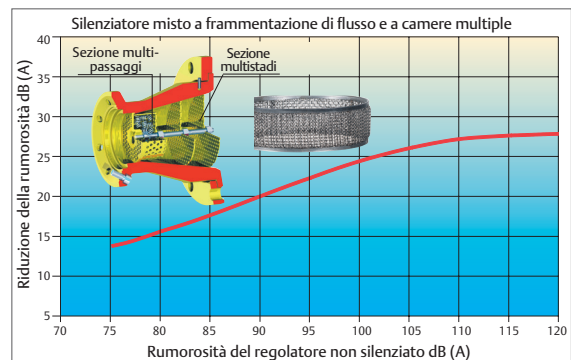 Silenziatore misto a frammentazione di flusso e a camere multiple
Riduzione della rumorosità dB (A)
40
35
30
25
20
15
10
5
Sezione multi-
passaggi
Sezione
multistadi
70 75 80 85 90 95 100 105 110 115 120
Rumorosità del regolatore non silenziato dB (A)